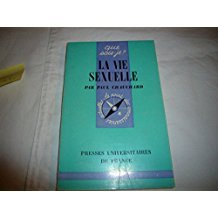 que
sais-je?
LA VIE
SEXUELLE
PAR PAUL CHAUCHARD
PRESSES UNIVERSITAIRES
DE FRANCE